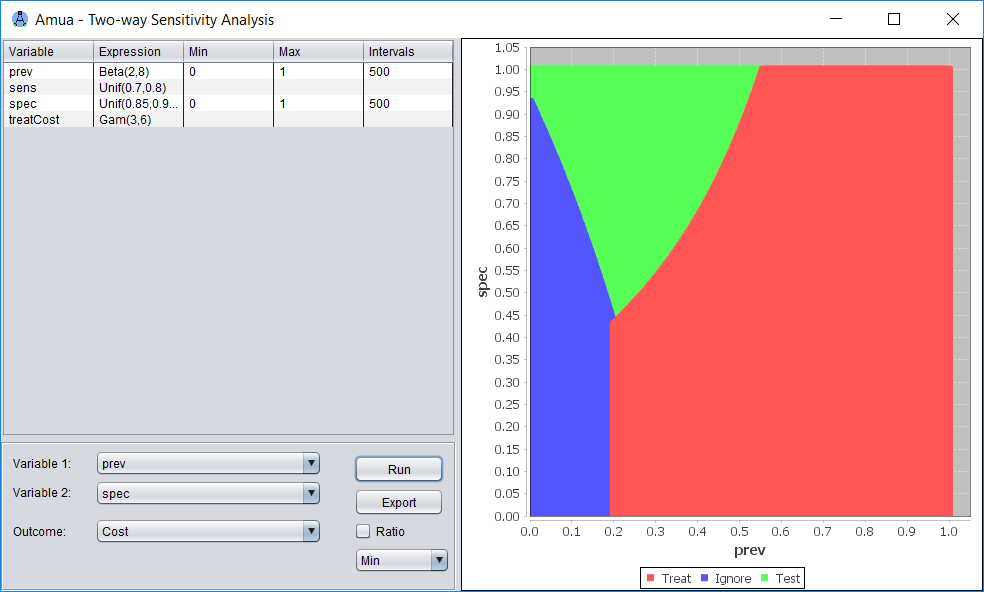 Amua - Two-way Sensitivity Analysis
Variable Expression Min Max Intervals
prev Beta(2,8) 0 1 500
sens Unif(0.7,0.8)
spec Unif(0.85,0.9... 0 1 500
treatCost Gam(3,6)
Variable 1: prev
Variable 2: spec
Outcome: Cost
Run
Export
Ratio
Min
1.05
1.00
0.95
0.90
0.85
0.80
0.75
0.70
0.65
0.60
0.55
0.50
0.45
0.40
0.35
0.30
0.25
0.20
0.15
0.10
0.05
0.00
spec
0.0 0.1 0.2 0.3 0.4 0.5 0.6 0.7 0.8 0.9 1.0
prev
Treat Ignore Test